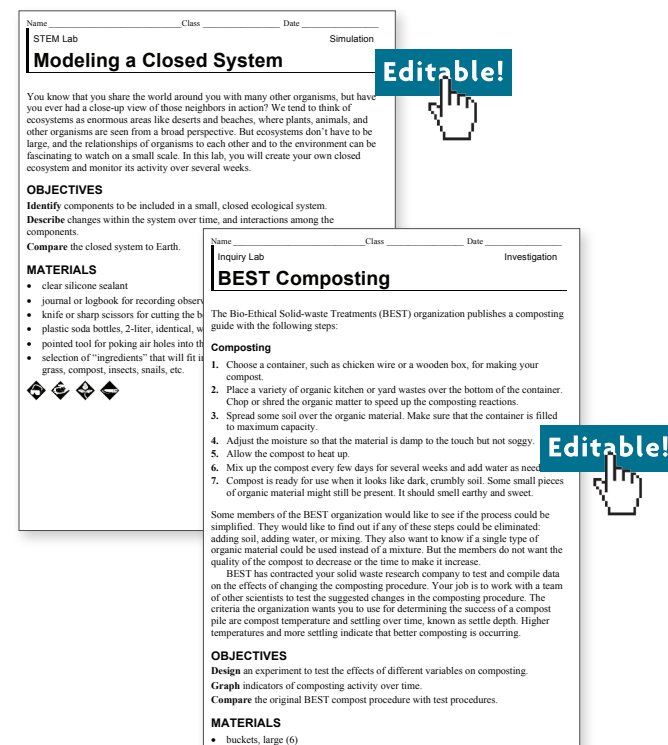 Name Class Date
STEM Lab Simulation
Modeling a Closed System
Editable!
You know that you share the world around you with many other organisms, but have
you ever had a close-up view of those neighbors in action? We tend to think of
ecosystems as enormous areas like deserts and beaches, where plants, animals, and
other organisms are seen from a broad perspective. But ecosystems don't have to be
large, and the relationships of organisms to each other and to the environment can be
fascinating to watch on a small scale. In this lab, you will create your own closed
ecosystem and monitor its activity over several weeks.
OBJECTIVES
Identify components to be included in a small, closed ecological system.
Describe changes within the system over time, and interactions among the
components.
Compare the closed system to Earth.
MATERIALS
• clear silicone sealant
• journal or logbook for recording
• knife or sharp scissors for cutting the
• plastic soda bottles, 2-liter, identical,
• pointed tool for poking air holes into
• selection of "ingredients" that will fit
grass, compost, insects, snails, etc.
Name Class Date
Inquiry Lab Investigation
BEST Composting
The Bio-Ethical Solid-waste Treatments (BEST) organization publishes a composting
guide with the following steps:
Composting
1. Choose a container, such as chicken wire or a wooden box, for making your
compost.
2. Place a variety of organic kitchen or yard wastes over the bottom of the container.
Chop or shred the organic matter to speed up the composting reactions.
3. Spread some soil over the organic material. Make sure that the container is filled
to maximum capacity.
4. Adjust the moisture so that the material is damp to the touch but not soggy.
5. Allow the compost to heat up.
6. Mix up the compost every few days for several weeks and add water as
7. Compost is ready for use when it looks like dark, crumbly soil. Some small pieces
of organic material might still be present. It should smell earthy and sweet.
Editable!
Some members of the BEST organization would like to see if the process could be
simplified. They would like to find out if any of these steps could be eliminated:
adding soil, adding water, or mixing. They also want to know if a single type of
organic material could be used instead of a mixture. But the members do not want the
quality of the compost to decrease or the time to make it increase.
BEST has contracted your solid waste research company to test and compile data
on the effects of changing the composting procedure. Your job is to work with a team
of other scientists to test the suggested changes in the composting procedure. The
criteria the organization wants you to use for determining the success of a compost
pile are compost temperature and settling over time, known as settle depth. Higher
temperatures and more settling indicate that better composting is occurring.
OBJECTIVES
Design an experiment to test the effects of different variables on composting.
Graph indicators of composting activity over time.
Compare the original BEST compost procedure with test procedures.
MATERIALS
• buckets, large (6)